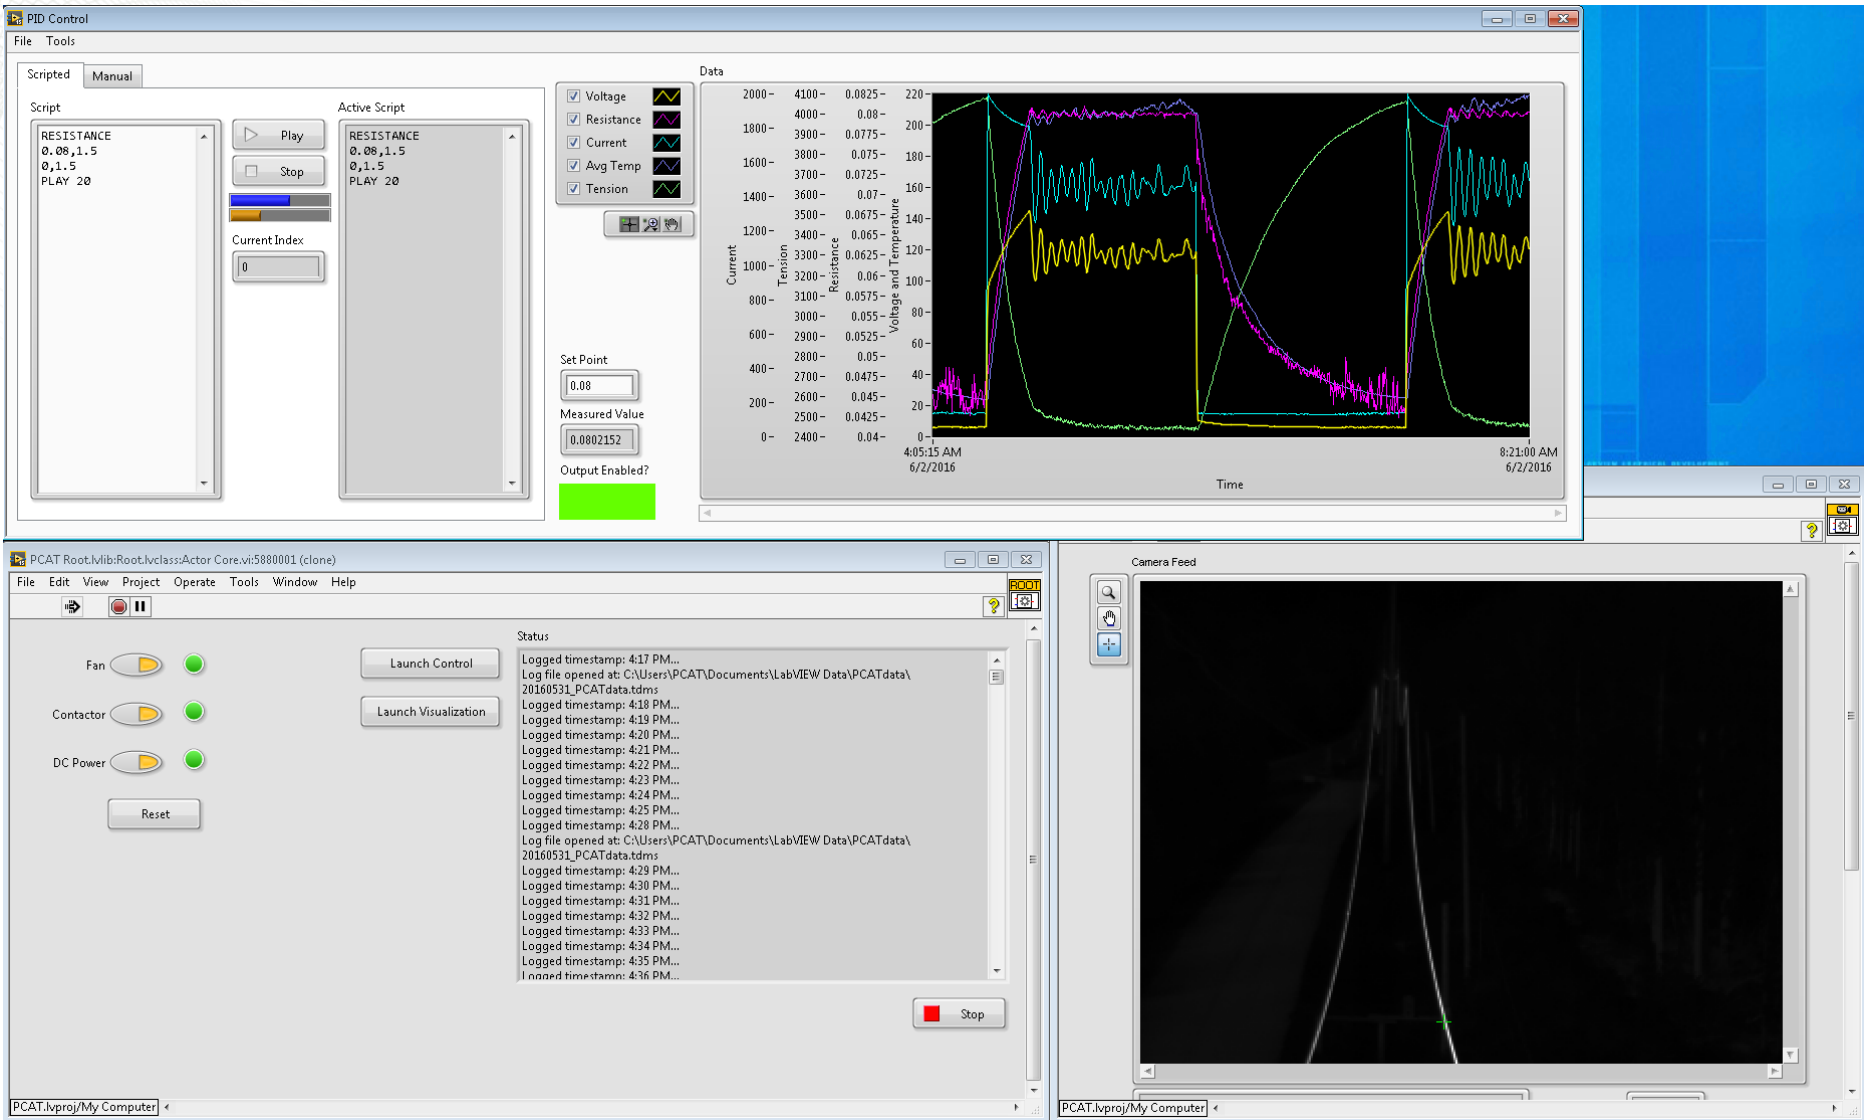 PID Control
File Tools
Scripted Manual
Script
RESISTANCE
0.08,1.5
0,1.5
PLAY 20
Play
Stop
Current Index
0
Active Script
RESISTANCE
0.08,1.5
0,1.5
PLAY 20
Voltage
Resistance
Current
Avg Temp
Tension
Set Point
0.08
Measured Value
0.0802152
Output Enabled?
Data
Current
2000
1800
1600
1400
1200
1000
800
600
400
200
0
Tension
4100
4000
3900
3800
3700
3600
3500
3400
3300
3200
3100
3000
2900
2800
2700
2600
2500
2400
Resistance
0.0825
0.08
0.0775
0.075
0.0725
0.07
0.0675
0.065
0.0625
0.06
0.0575
0.055
0.0525
0.05
0.0475
0.045
0.0425
0.04
Voltage and Temperature
220
200
180
160
140
120
100
80
60
40
20
0
4:05:15 AM
6/2/2016
8:21:00 AM
6/2/2016
Time
PCAT Root.lvlib:Root.lvclass:Actor Core.vi:5880001 (clone)
File Edit View Project Operate Tools Window Help
ROOT
Fan
Contactor
DC Power
Reset
Launch Control
Launch Visualization
Status
Logged timestamp: 4:17 PM...
Log file opened at: C:\Users\PCAT\Documents\LabVIEW Data\PCATdata\
20160531_PCATdata.tdms
Logged timestamp: 4:18 PM...
Logged timestamp: 4:19 PM...
Logged timestamp: 4:20 PM...
Logged timestamp: 4:21 PM...
Logged timestamp: 4:22 PM...
Logged timestamp: 4:23 PM...
Logged timestamp: 4:24 PM...
Logged timestamp: 4:25 PM...
Logged timestamp: 4:28 PM...
Log file opened at: C:\Users\PCAT\Documents\LabVIEW Data\PCATdata\
20160531_PCATdata.tdms
Logged timestamp: 4:29 PM...
Logged timestamp: 4:30 PM...
Logged timestamp: 4:31 PM...
Logged timestamp: 4:32 PM...
Logged timestamp: 4:33 PM...
Logged timestamp: 4:34 PM...
Logged timestamp: 4:35 PM...
Logged timestamp: 4:36 PM...
Stop
PCAT.lvproj/My Computer
Camera Feed
PCAT.lvproj/My Computer